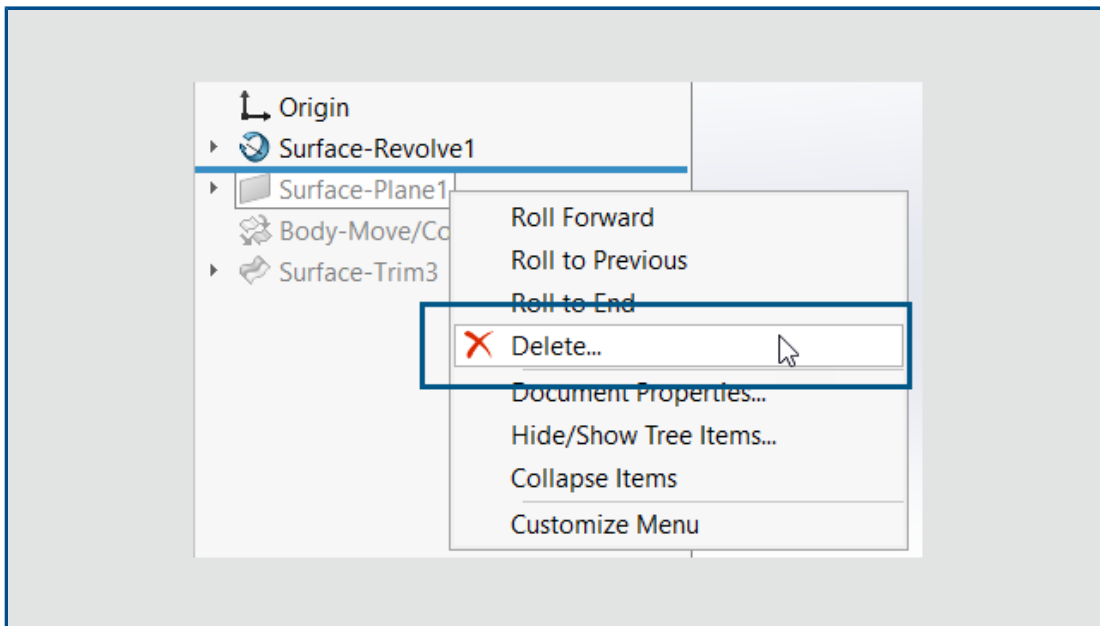 Origin
Surface-Revolve1
Surface-Plane1
Body-Move/Co
Surface-Trim3
Roll Forward
Roll to Previous
Roll to End
Delete...
Document Properties...
Hide/Show Tree Items...
Collapse Items
Customize Menu